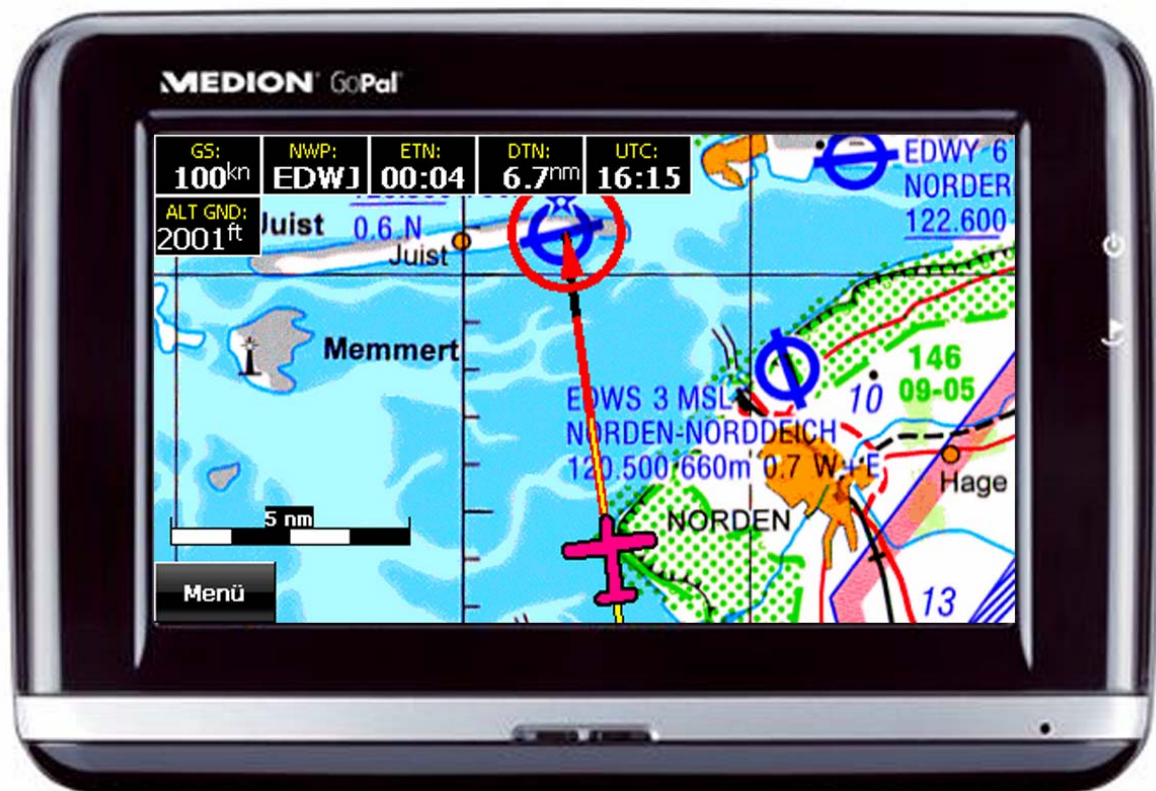 MEDION GoPal
GS: NWP: ETN: DTN: UTC:
100kn EDWJ 00:04 6.7nm 16:15
ALT GND:
2001ft
Juist
0.6 N
Juist
EDWY 6
NORDER
122.600
Memmert
146
09-05
10
EDWS 3 MSL
NORDEN-NORDDEICH
120.500 660m 0.7 W+E
Hage
NORDEN
5 nm
Menü
13